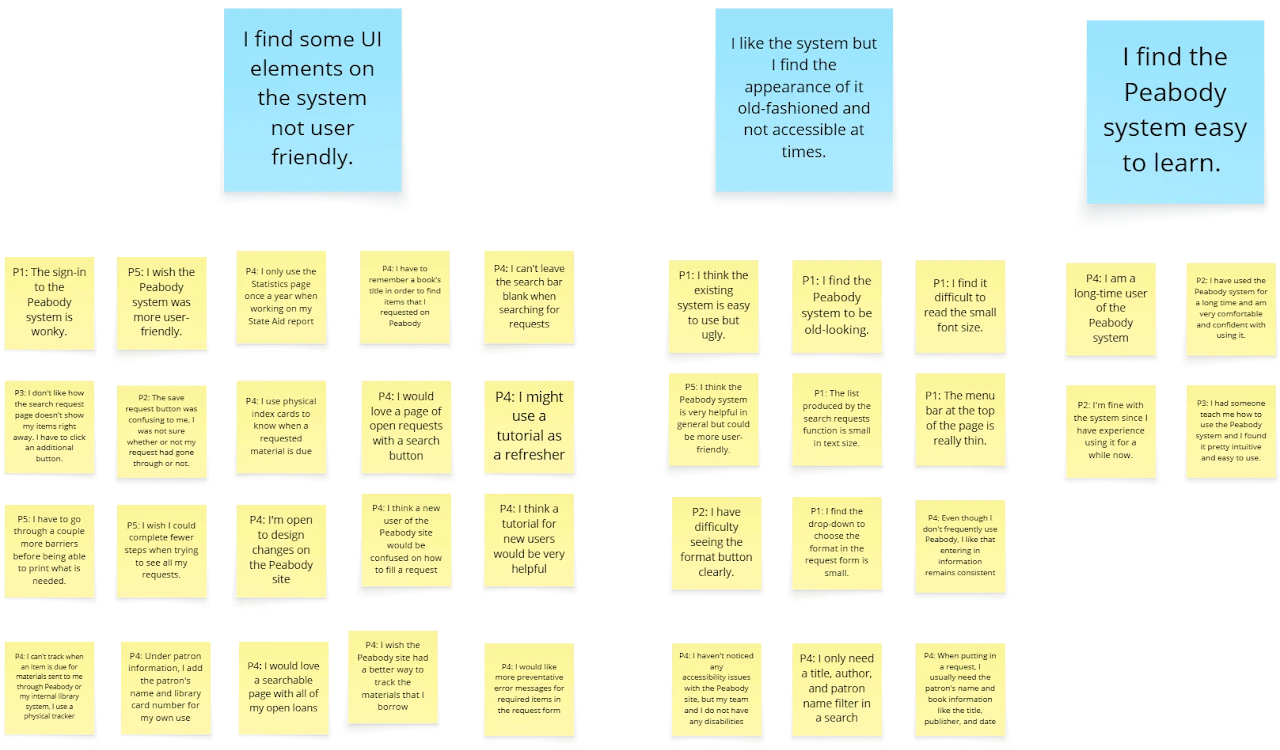 I find some UI
elements on
the system
not user
friendly.
I like the system but
I find the
appearance of it
old-fashioned and
not accessible at
times.
I find the
Peabody
system easy
to learn.
P1: The sign-in
to the
Peabody
system is
wonky.
P5: I wish the
Peabody
system was
more user-
friendly.
P4: I only use the
Statistics page
once a year when
working on my
State Aid report
P4: I have to
remember a book's
title in order to find
items that I
requested on
Peabody
P4: I can't leave
the search bar
blank when
searching for
requests
P3: I don't like how
the search request
page doesn't show
my items right
away. I have to click
an additional
button.
P2: The save
request button was
confusing to me. I
was not sure
whether or not my
request had gone
through or not.
P4: I use physical
index cards to
know when a
requested
material is due
P4: I would
love a page of
open requests
with a search
button
P4: I might
use a
tutorial as
a refresher
P5: I have to go
through a couple
more barriers
before being able
to print what is
needed.
P5: I wish I could
complete fewer
steps when trying
to see all my
requests.
P4: I'm open
to design
changes on
the Peabody
site
P4: I think a new
user of the
Peabody site
would be
confused on how
to fill a request
P4: I think a
tutorial for
new users
would be very
helpful
P4: I can't track when
an item is due for
materials sent to me
through Peabody or
my internal library
system, I use a
physical tracker
P4: Under patron
information, I add
the patron's
name and library
card number for
my own use
P4: I would love
a searchable
page with all of
my open loans
P4: I wish the
Peabody site had
a better way to
track the
materials that I
borrow
P4: I would like
more preventative
error messages for
required items in
the request form
P1: I think the
existing
system is easy
to use but
ugly.
P1: I find the
Peabody
system to be
old-looking.
P1: I find it
difficult to
read the small
font size.
P5: I think the
Peabody system
is very helpful in
general but could
be more user-
friendly.
P1: The list
produced by the
search requests
function is small
in text size.
P1: The menu
bar at the top
of the page is
really thin.
P2: I have
difficulty
seeing the
format button
clearly.
P1: I find the
drop-down to
choose the
format in the
request form is
small.
P4: Even though I
don't frequently use
Peabody, I like that
entering in
information
remains consistent
P4: I haven't noticed
any
accessibility issues
with the Peabody
site, but my team
and I do not have
any disabilities
P4: I only need
a title, author,
and patron
name filter in
a search
P4: When putting in
a request, I
usually need the
patron's name and
book information
like the title,
publisher, and date
P4: I am a
long-time user
of the
Peabody
system
P2: I have used the
Peabody system for
a long time and am
very comfortable
and confident with
using it.
P2: I'm fine with
the system since I
have experience
using it for a
while now.
P3: I had someone
teach me how to
use the Peabody
system and I found
it pretty intuitive
and easy to use.